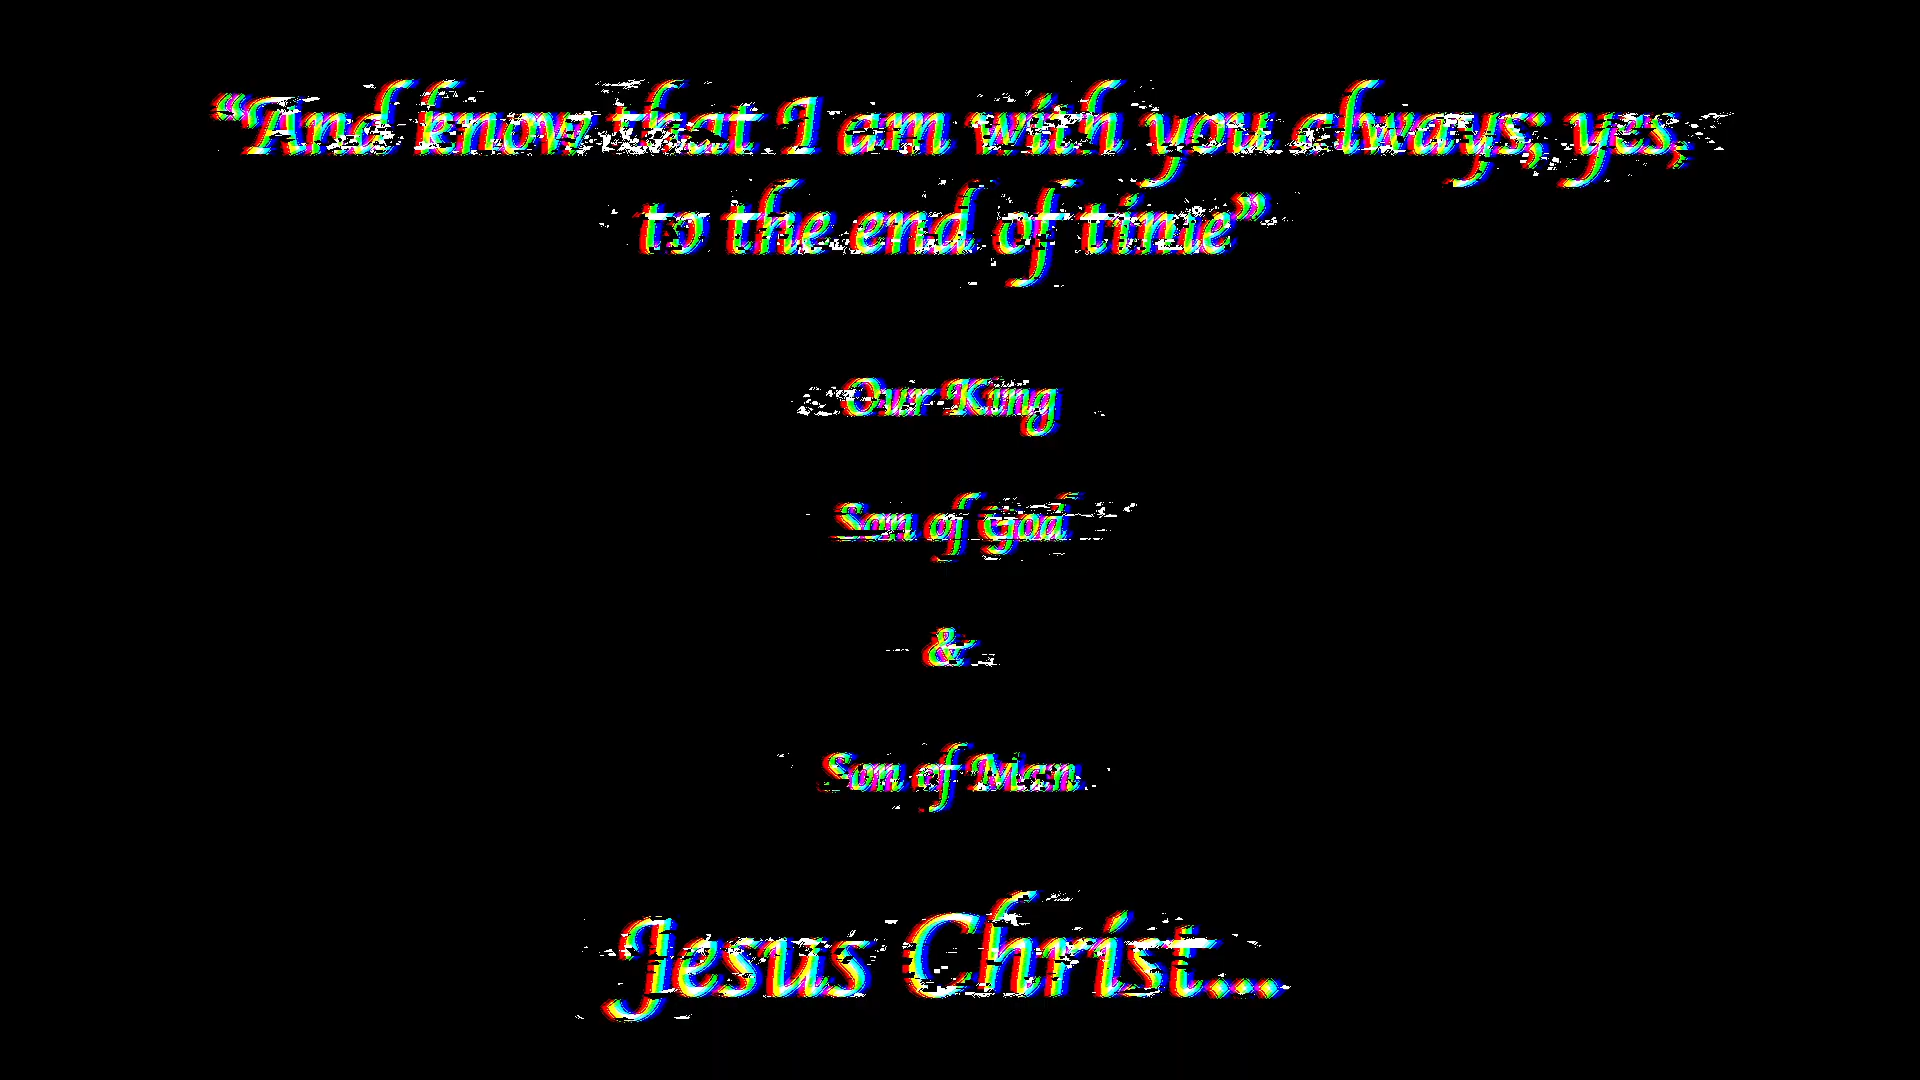 “And know that I am with you always; yes,
to the end of time”
Our King
Son of God
&
Son of Man
Jesus Christ...